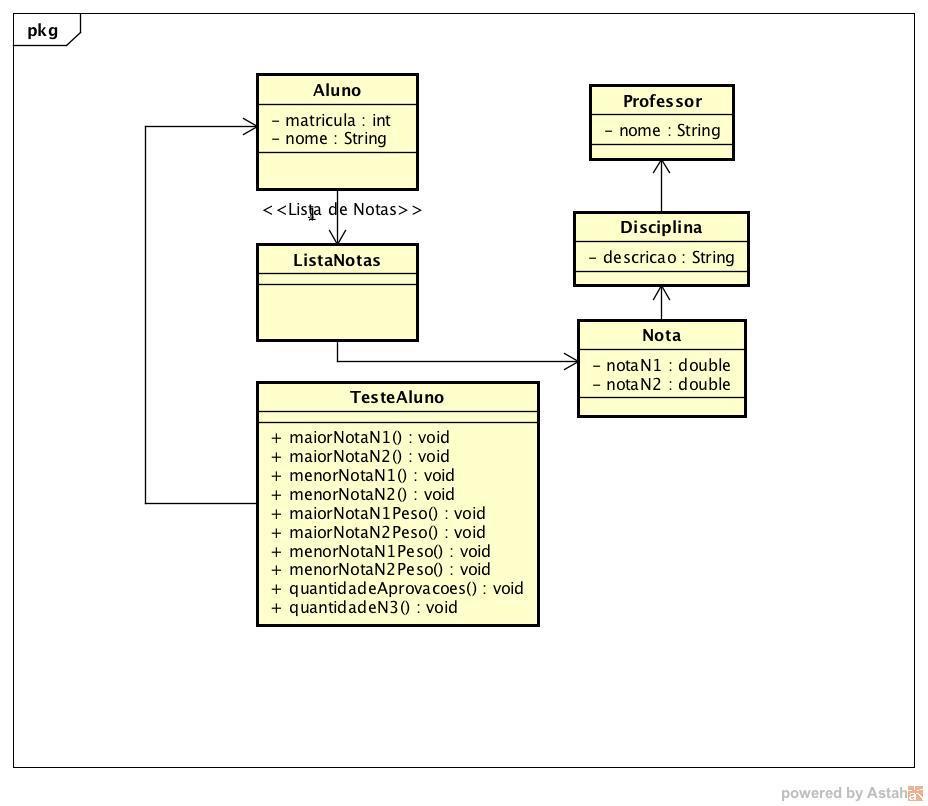 pkg
Aluno
- matricula : int
- nome : String
<<Lista de Notas>>
ListaNotas
Professor
- nome : String
Disciplina
- descricao : String
Nota
- notaN1 : double
- notaN2 : double
TesteAluno
+ maiorNotaN1() : void
+ maiorNotaN2() : void
+ menorNotaN1() : void
+ menorNotaN2() : void
+ maiorNotaN1Peso() : void
+ maiorNotaN2Peso() : void
+ menorNotaN1Peso() : void
+ menorNotaN2Peso() : void
+ quantidadeAprovacoes() : void
+ quantidadeN3() : void
powered by Astah